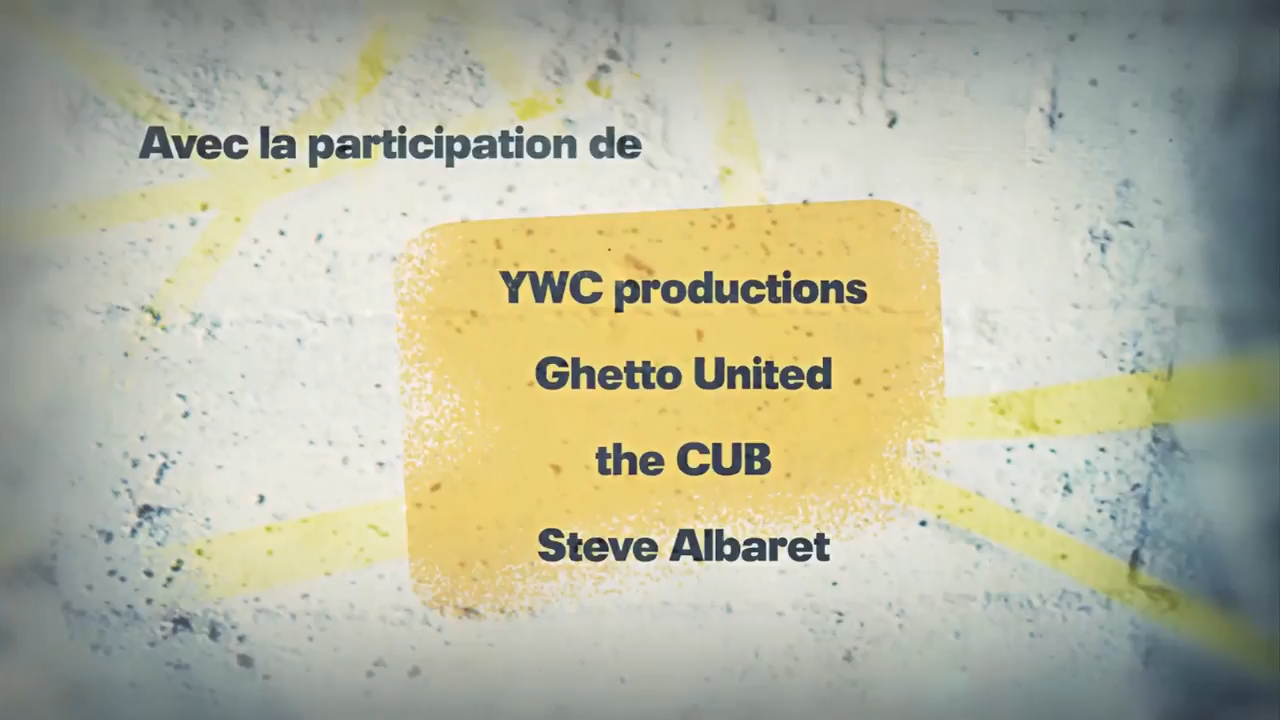 Avec la participation de
YWC productions
Ghetto United
the CUB
Steve Albaret